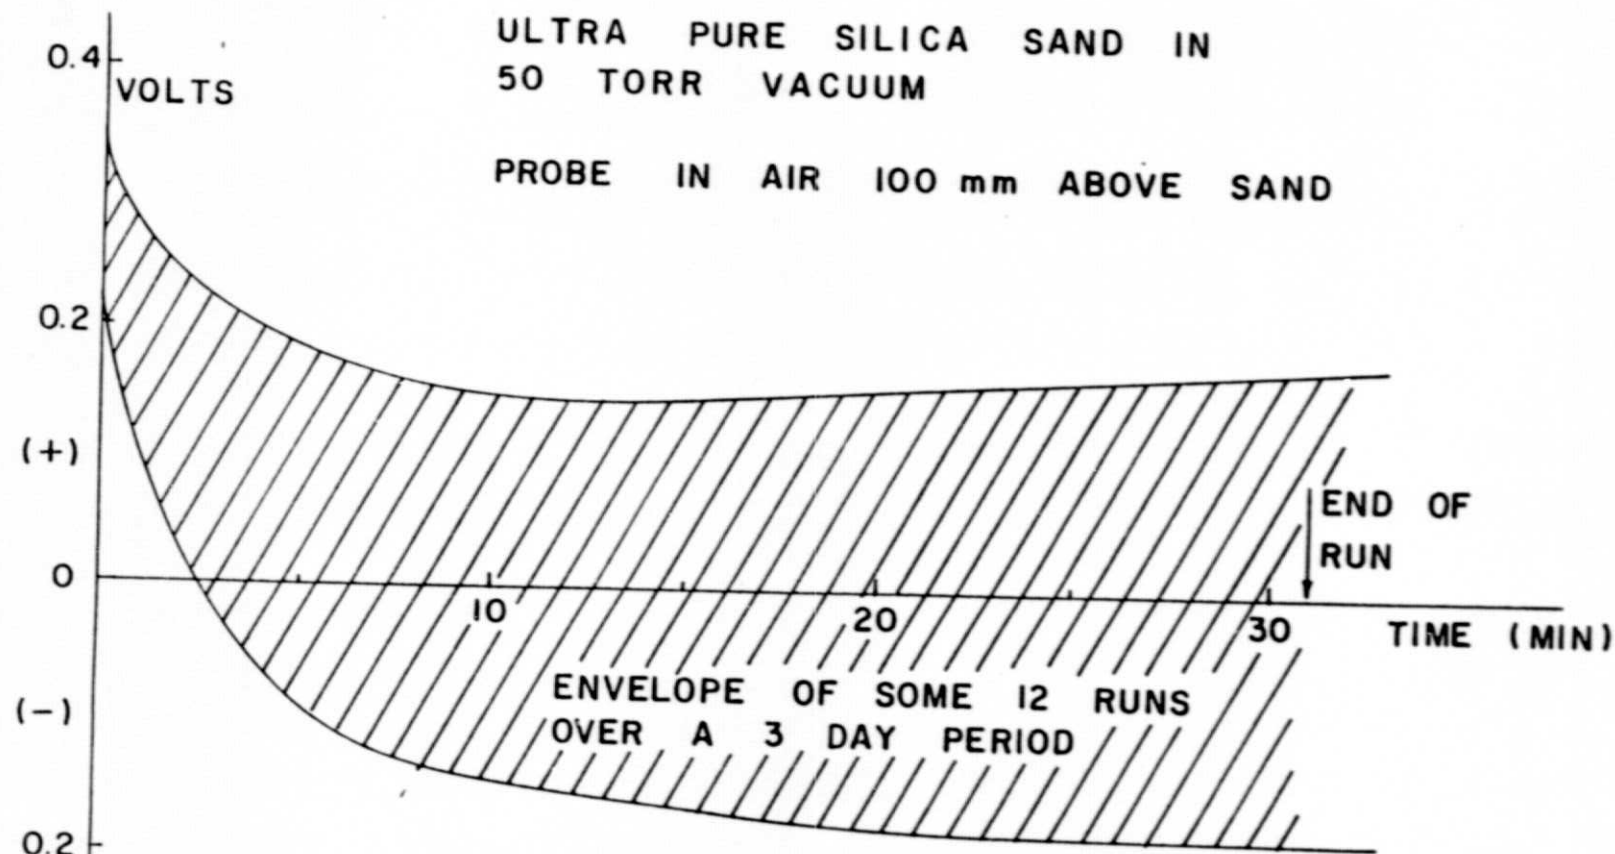 ULTRA PURE SILICA SAND IN
50 TORR VACUUM
PROBE IN AIR 100 mm ABOVE SAND
0.4
VOLTS
0.2
(+)
0
10
20
30
END OF
RUN
TIME (MIN)
(-)
ENVELOPE OF SOME 12 RUNS
OVER A 3 DAY PERIOD
0.2